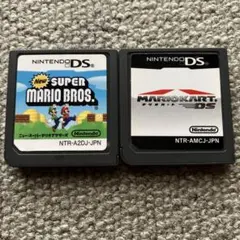 NINTENDO DS
New
SUPER
MARIO BROS.
ニュー・スーパーマリオブラザーズ
Nintendo
NTR-A2DJ-JPN
NINTENDO DS
MARIOKART
DS
Nintendo
NTR-AMCJ-JPN